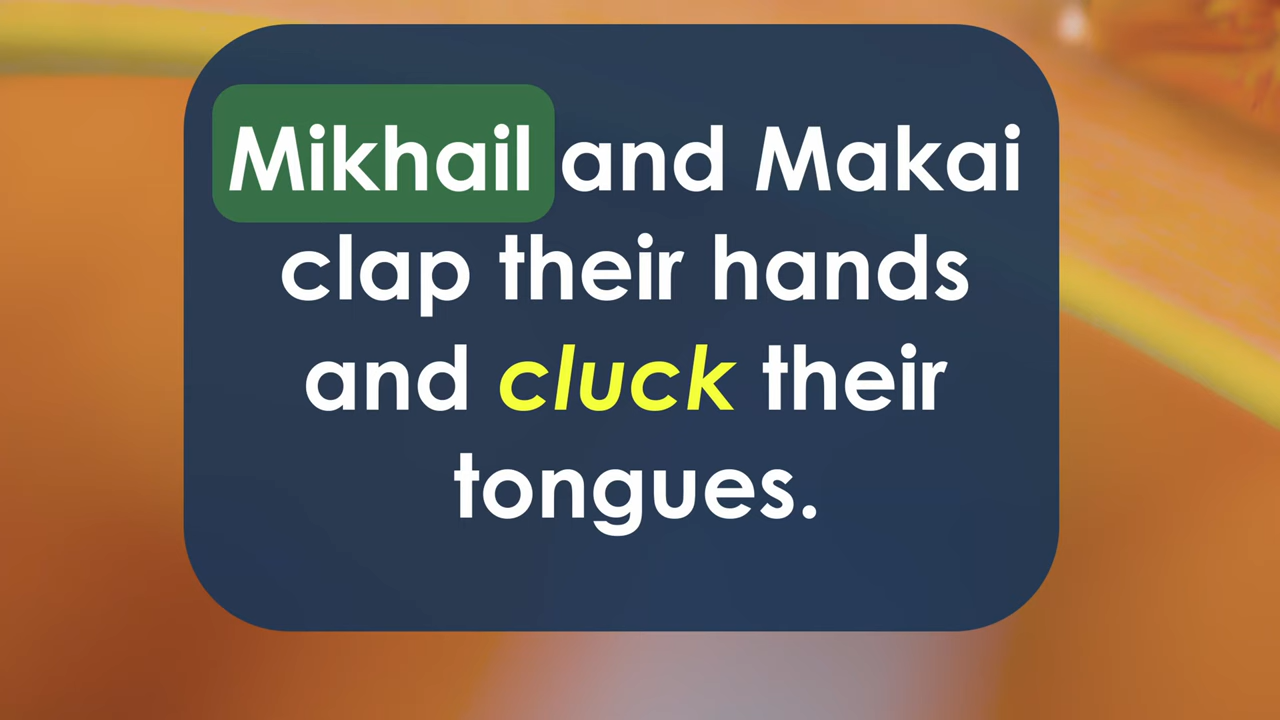 Mikhail and Makai
clap their hands
and cluck their
tongues.